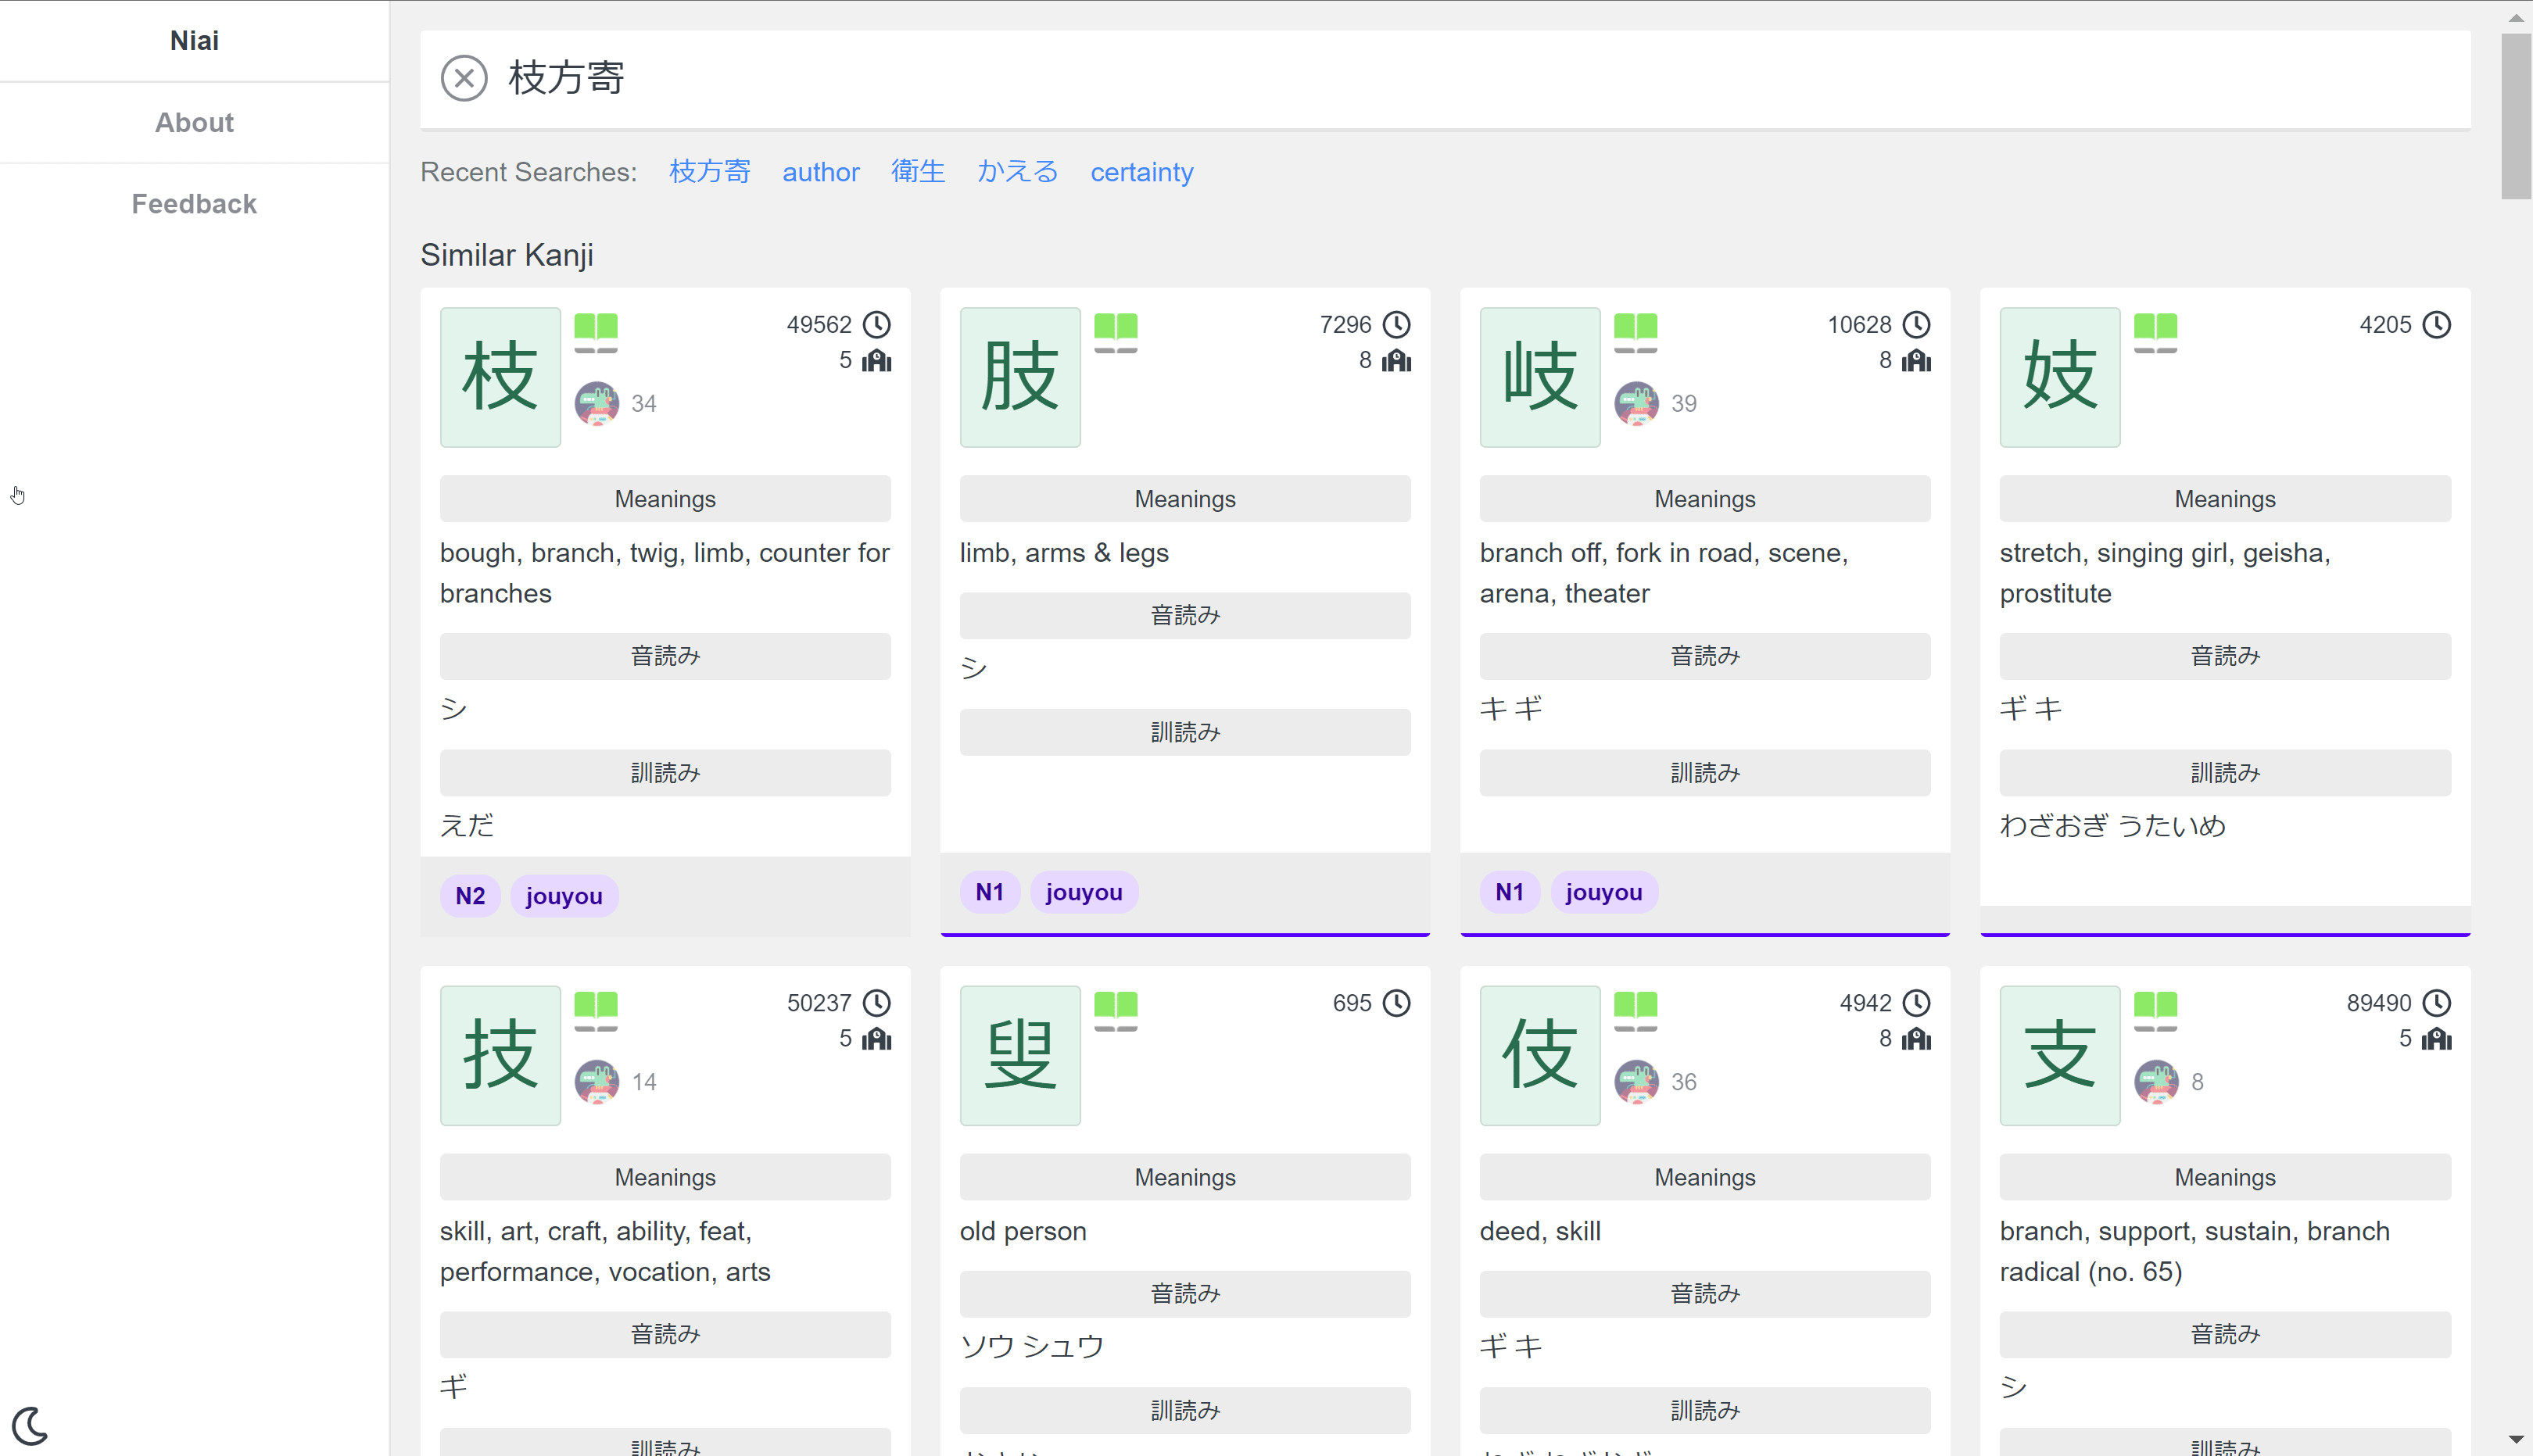 Niai
About
Feedback
枝方寄
Recent Searches: 枝方寄 author 衛生 かえる certainty
Similar Kanji
枝
49562
5
34
Meanings
bough, branch, twig, limb, counter for
branches
音読み
シ
訓読み
えだ
N2 jouyou
肢
7296
8
Meanings
limb, arms & legs
音読み
シ
訓読み
N1 jouyou
岐
10628
8
39
Meanings
branch off, fork in road, scene,
arena, theater
音読み
キ ギ
訓読み
N1 jouyou
妓
4205
Meanings
stretch, singing girl, geisha,
prostitute
音読み
ギ キ
訓読み
わざおぎ うたいめ
技
50237
5
14
Meanings
skill, art, craft, ability, feat,
performance, vocation, arts
音読み
ギ
訓読み
叟
695
Meanings
old person
音読み
ソウ シュウ
訓読み
伎
4942
8
36
Meanings
deed, skill
音読み
ギ キ
訓読み
支
89490
5
8
Meanings
branch, support, sustain, branch
radical (no. 65)
音読み
シ
訓読み